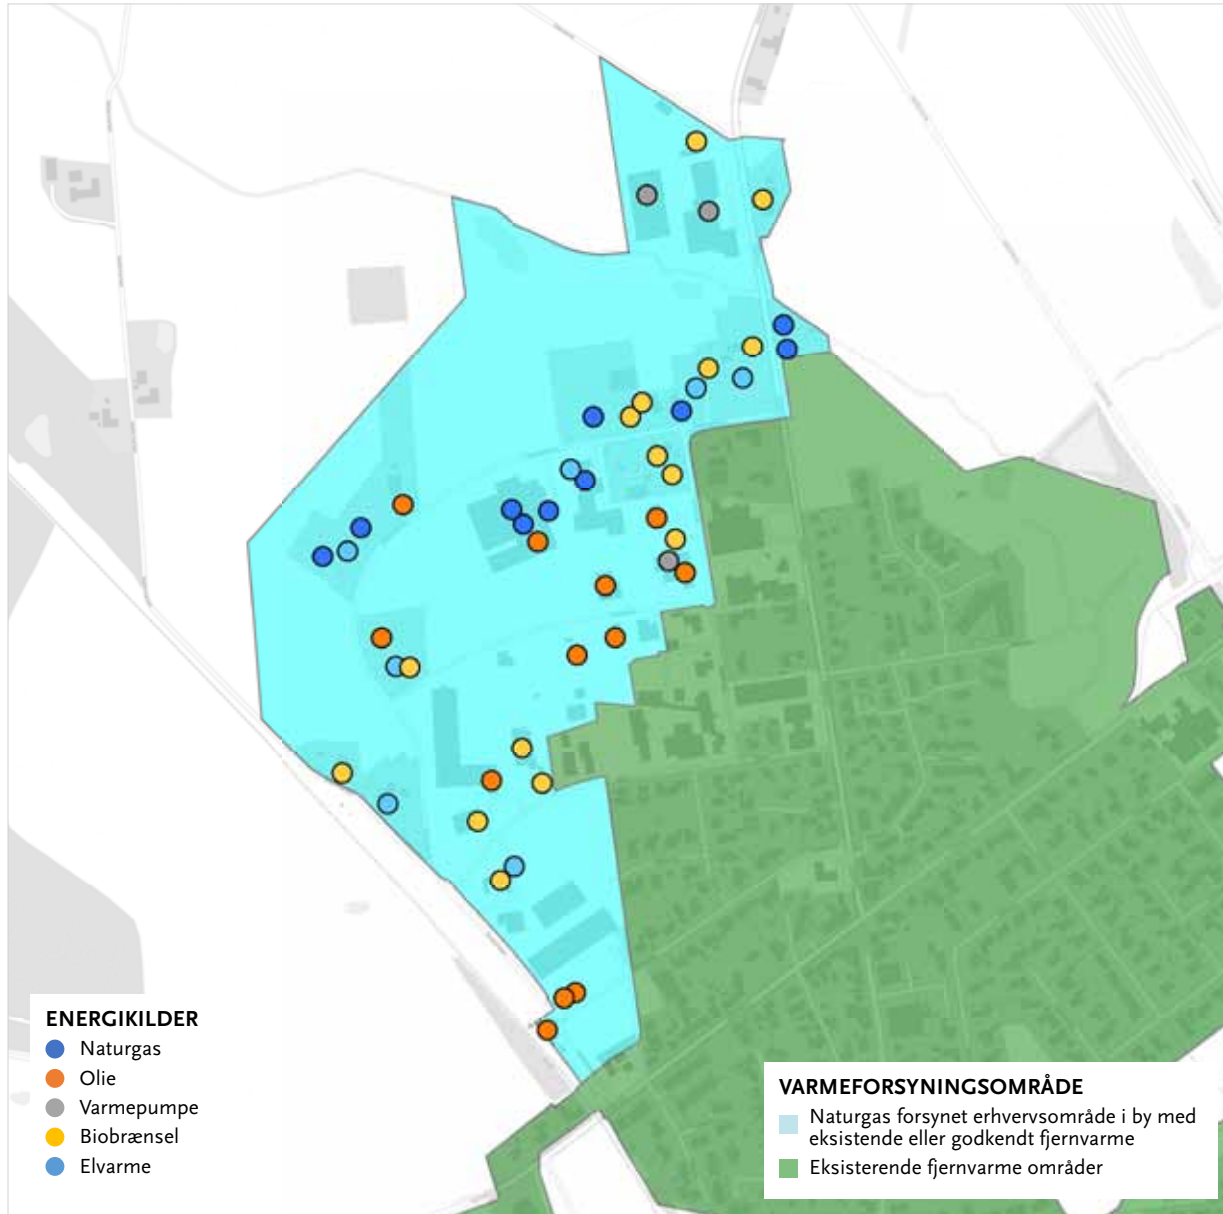 ENERGIKILDER
Naturgas
Olie
Varmepumpe
Biobrænsel
Elvarme
VARMEFORSYNINGSOMRÅDE
Naturgas forsynet erhvervsområde i by med
eksistende eller godkendt fjernvarme
Eksisterende fjernvarme områder